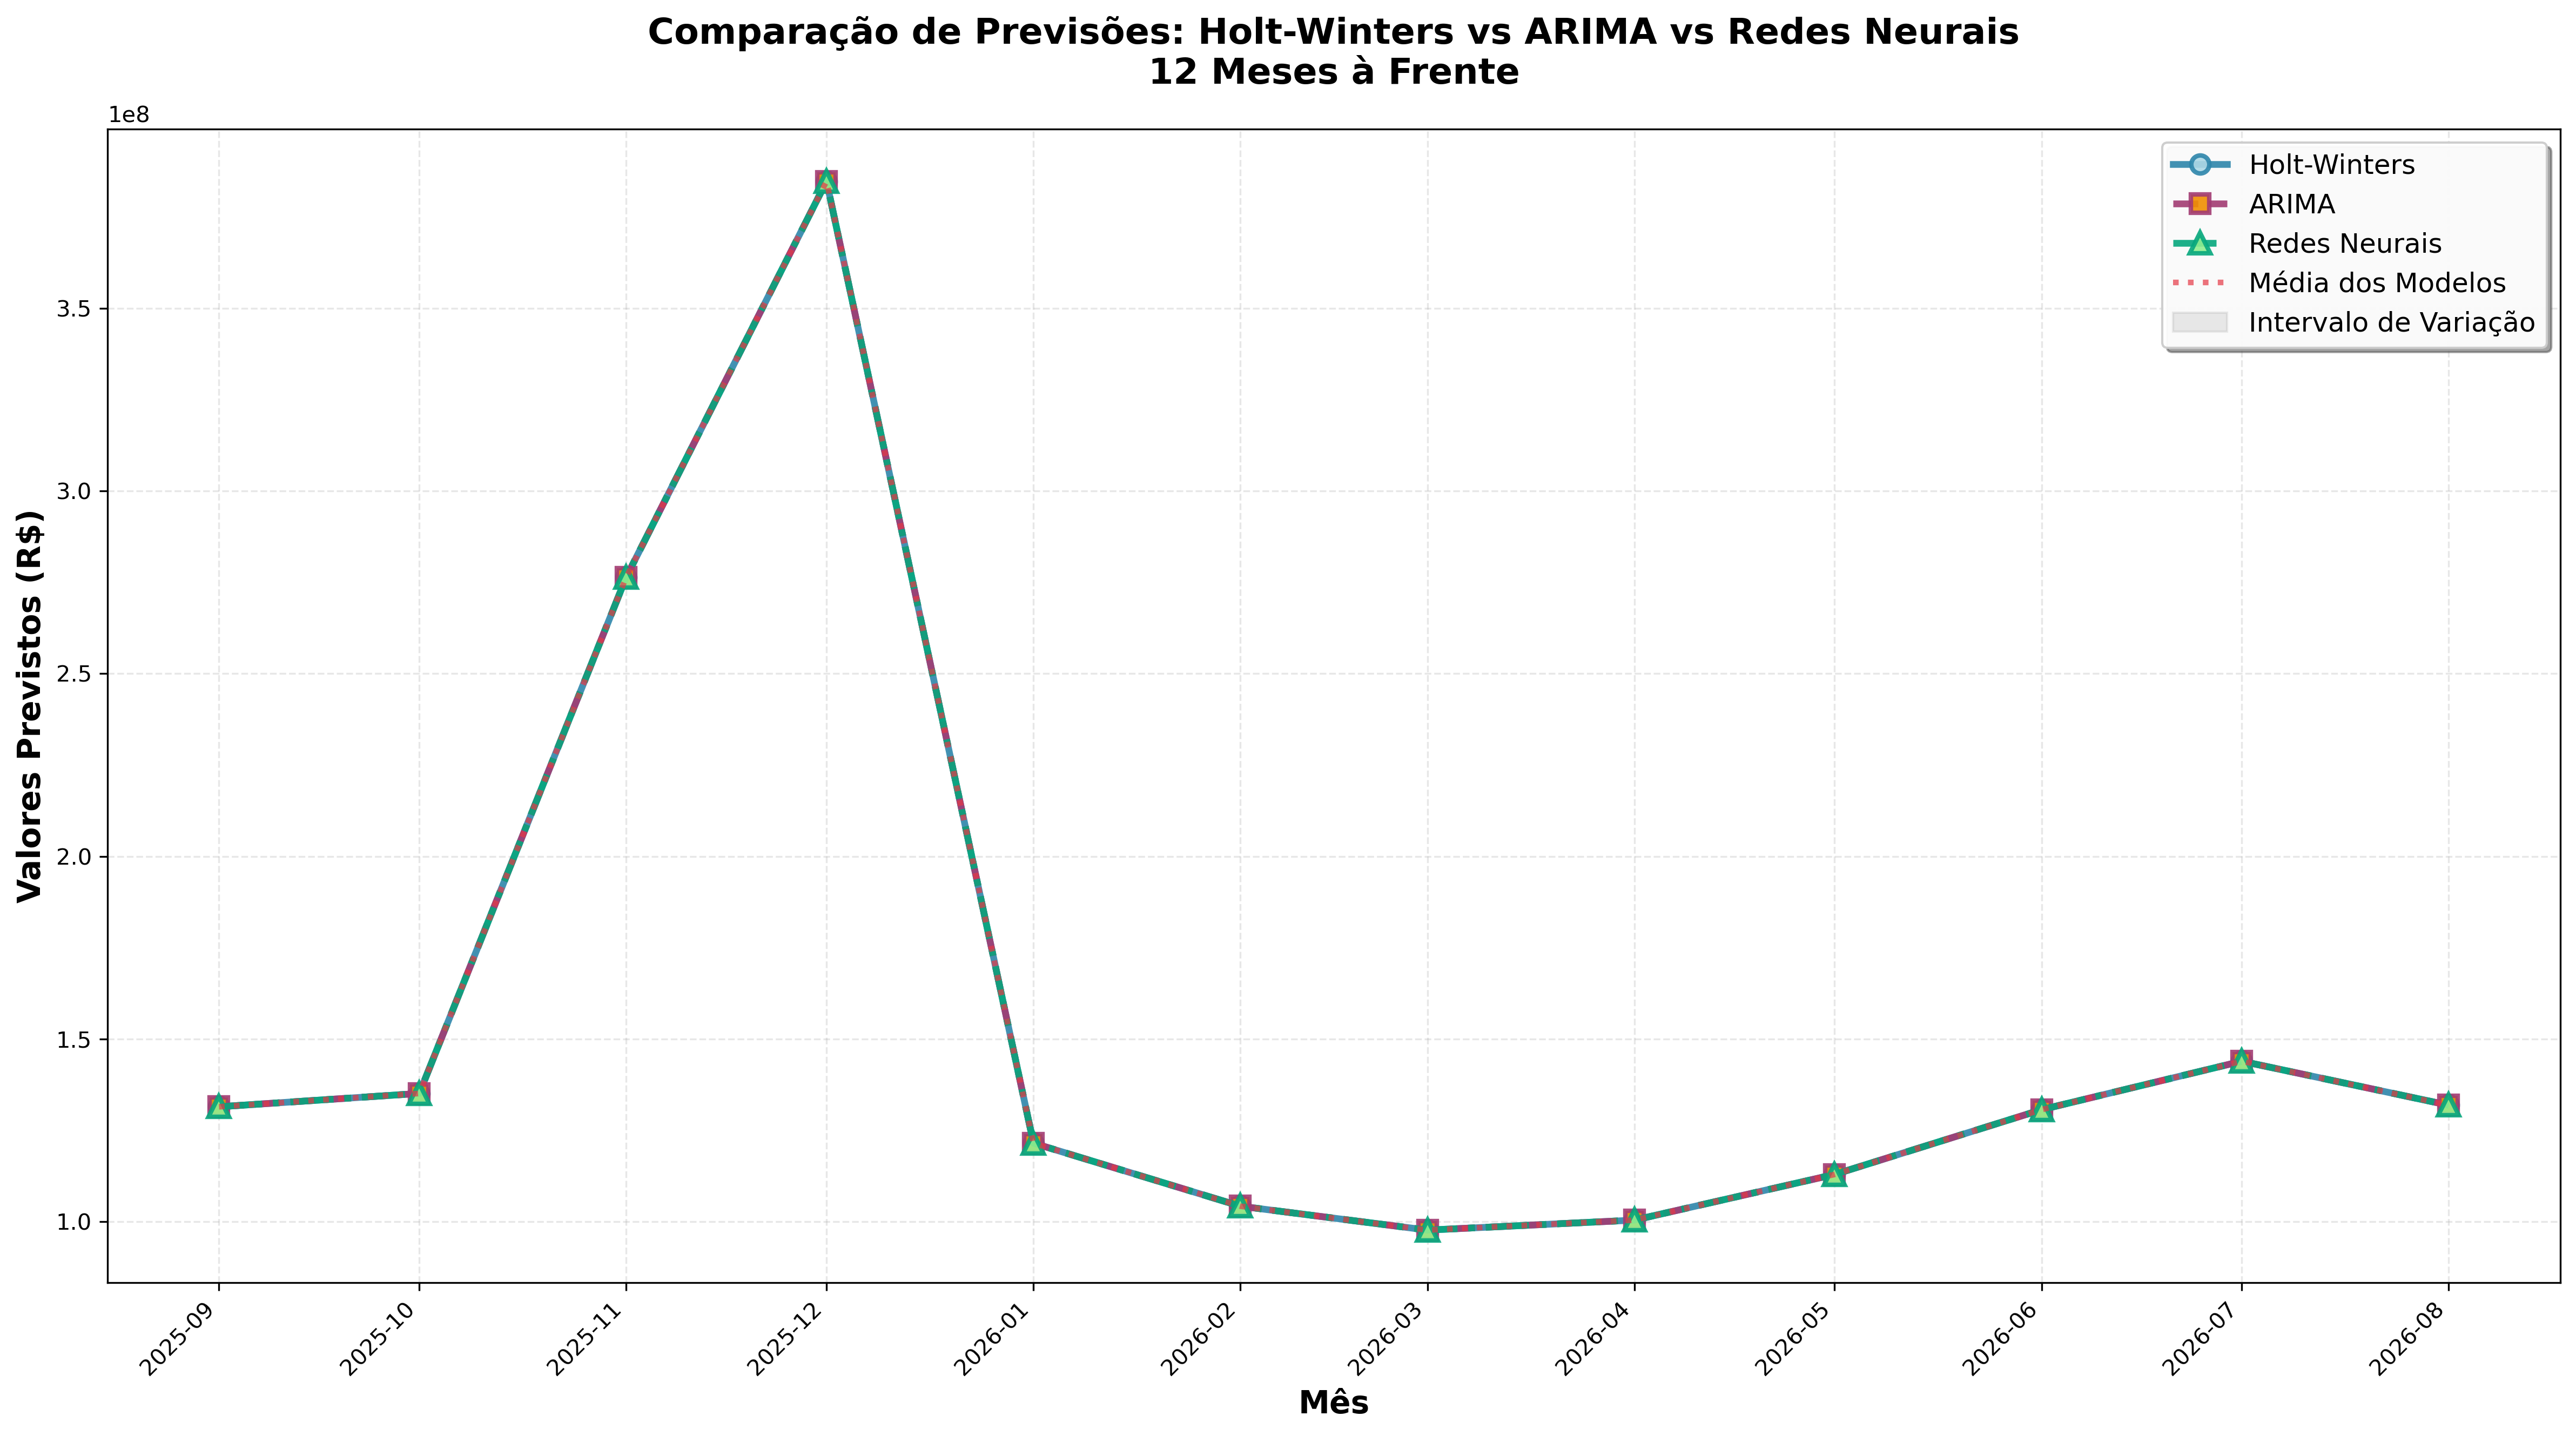 Comparação de Previsões: Holt-Winters vs ARIMA vs Redes Neurais
12 Meses à Frente
1e8
Holt-Winters
ARIMA
Redes Neurais
Média dos Modelos
Intervalo de Variação
Valores Previstos (R$)
3.5
3.0
2.5
2.0
1.5
1.0
2025-09
2025-10
2025-11
2025-12
2026-01
2026-02
2026-03
2026-04
2026-05
2026-06
2026-07
2026-08
Mês